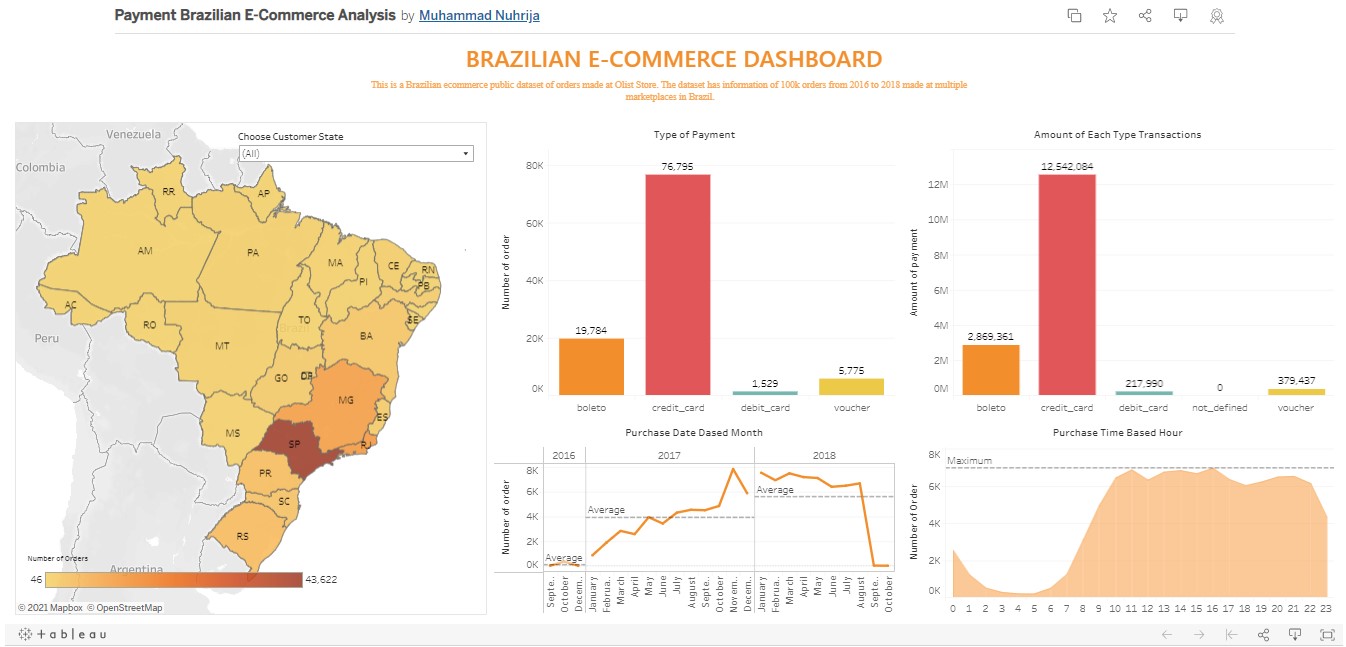 Payment Brazilian E-Commerce Analysis by Muhammad Nuhrija
BRAZILIAN E-COMMERCE DASHBOARD
This is a Brazilian ecommerce public dataset of orders made at Olist Store. The dataset has information of 100k orders from 2016 to 2018 made at multiple
marketplaces in Brazil.
Choose Customer State
(All)
Venezuela
Colombia
RR
AP
AM
PA
MA
CE
RN
PI
PB
AC
TO
SE
RO
Brazil
BA
Peru
MT
GO
DF
MG
ES
MS
SP
RJ
PR
SC
RS
Argentina
Number of Orders
46
43,622
© 2021 Mapbox © OpenStreetMap
Type of Payment
Number of order
80K
60K
40K
20K
0K
19,784
76,795
1,529
5,775
boleto
credit_card
debit_card
voucher
Amount of Each Type Transactions
Amount of payment
12M
10M
8M
6M
4M
2M
0M
2,869,361
12,542,084
217,990
0
379,437
boleto
credit_card
debit_card
not_defined
voucher
Purchase Date Dased Month
2016
2017
2018
Number of order
8K
6K
4K
2K
0K
Average
Average
Average
Septe..
October
Decem..
January
Februa..
March
April
May
June
July
August
Septe..
October
Novem..
Decem..
January
Februa..
March
April
May
June
July
August
Septe..
October
Purchase Time Based Hour
Number of Order
8K
6K
4K
2K
0K
Maximum
0 1 2 3 4 5 6 7 8 9 10 11 12 13 14 15 16 17 18 19 20 21 22 23
+ableau